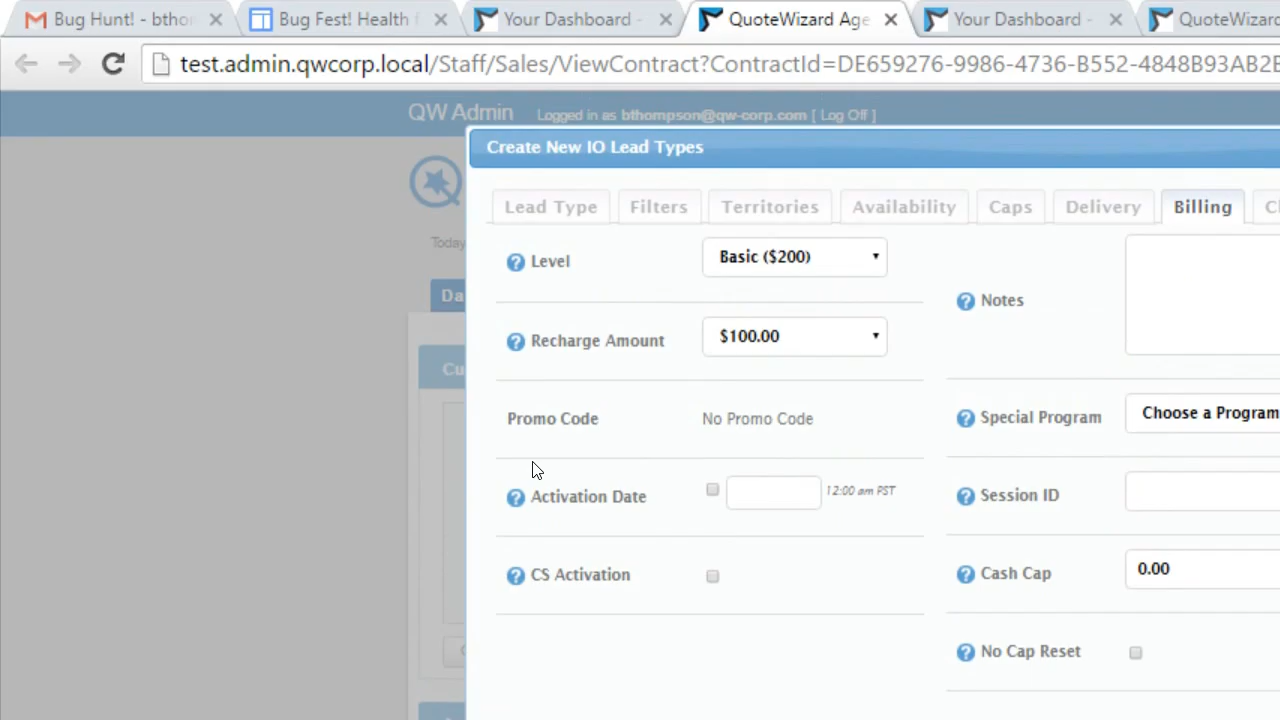 Bug Hunt! - bthor
Bug Fest! Health
Your Dashboard -
QuoteWizard Age
Your Dashboard -
QuoteWizard
test.admin.qwcorp.local/Staff/Sales/ViewContract?ContractId=DE659276-9986-4736-B552-4848B93AB2E
QW Admin Logged in as bthompson@qw-corp.com [ Log Off ]
Create New IO Lead Types
Lead Type Filters Territories Availability Caps Delivery Billing
Today
Da
Cu
Level Basic ($200)
Notes
Recharge Amount $100.00
Promo Code No Promo Code
Special Program Choose a Program
Activation Date 12:00 am PST
Session ID
CS Activation
Cash Cap 0.00
No Cap Reset